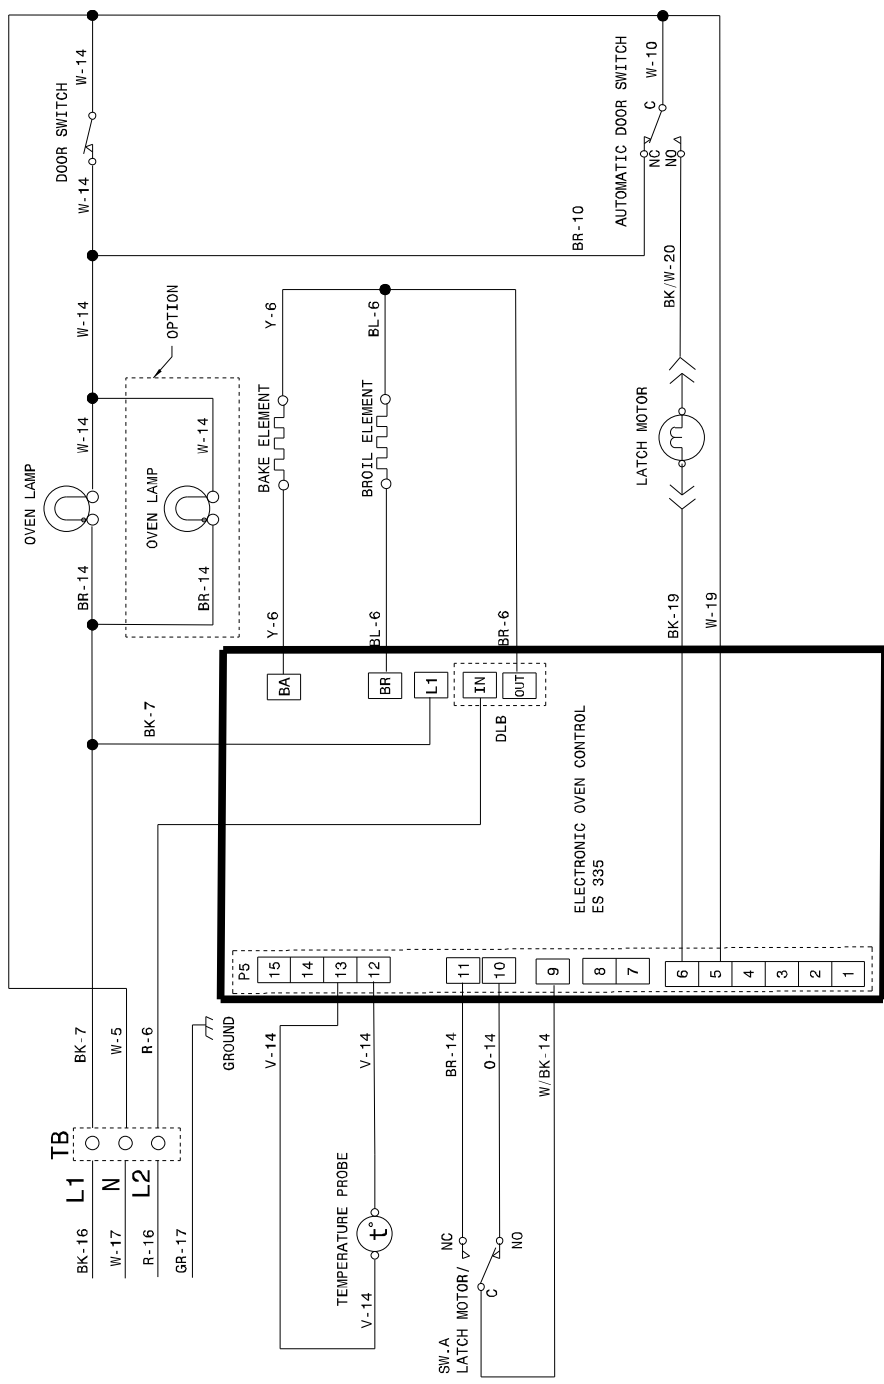 W-14
DOOR SWITCH
W-14
W-10
AUTOMATIC DOOR SWITCH
C
NC
NO
BR-10
BK/W-20
W-14
OPTION
Y-6
BL-6
W-14
W-14
OVEN LAMP
OVEN LAMP
BAKE ELEMENT
BROIL ELEMENT
LATCH MOTOR
BR-14
BR-14
Y-6
BL-6
BR-6
BK-19
W-19
BA
BR
L1
IN
OUT
DLB
BK-7
ELECTRONIC OVEN CONTROL
ES 335
P5
15
14
13
12
11
10
9
8
7
6
5
4
3
2
1
BK-7
W-5
R-6
GROUND
V-14
V-14
BR-14
O-14
W/BK-14
TB
L1
N
L2
BK-16
W-17
R-16
GR-17
TEMPERATURE PROBE
t°
V-14
NC
NO
C
SW.A
LATCH MOTOR/